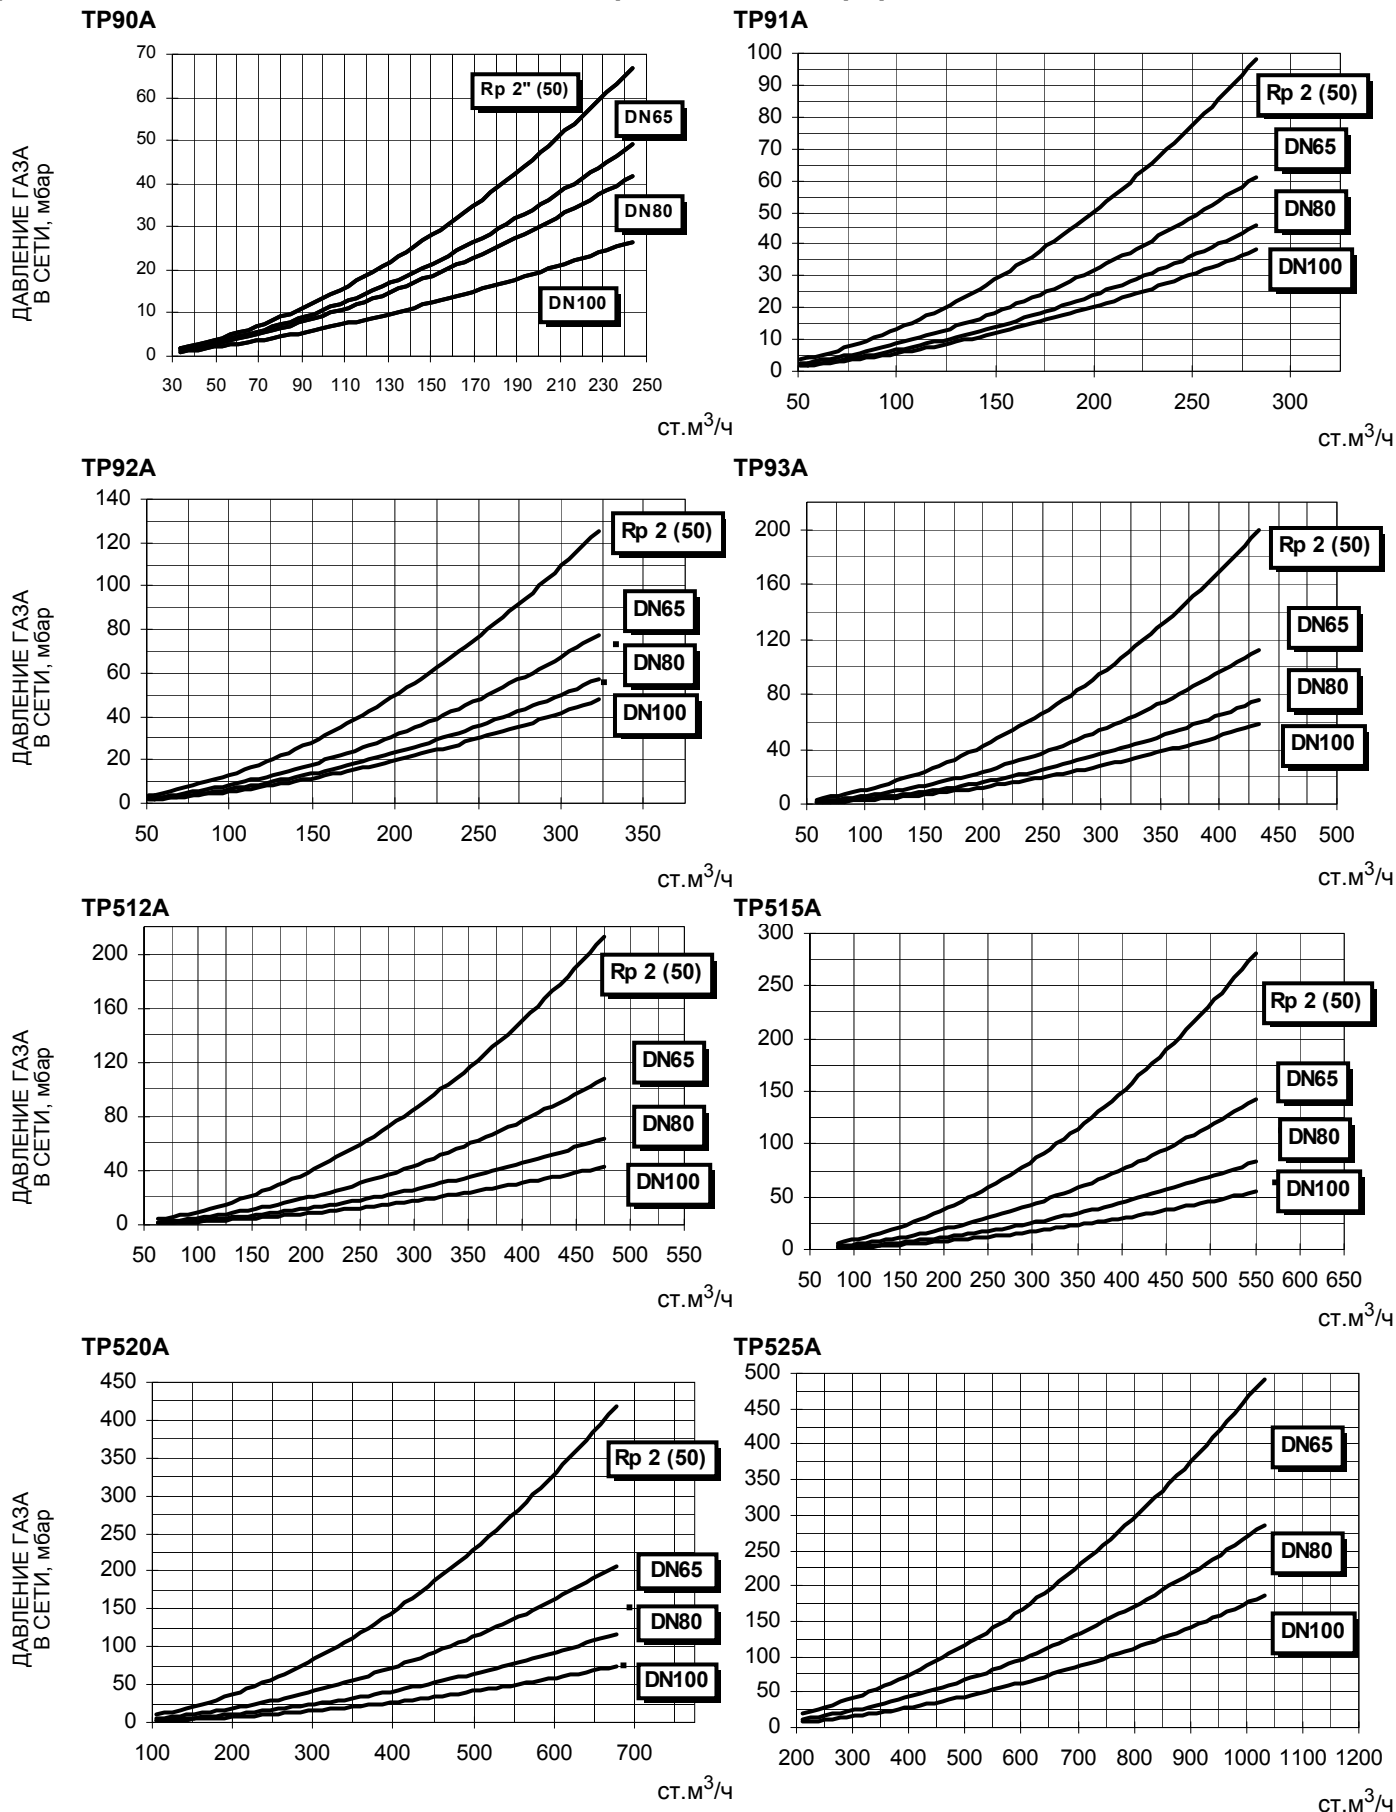 TP90A
ДАВЛЕНИЕ ГАЗА
В СЕТИ, мбар
70
60
50
40
30
20
10
0
Rp 2" (50)
DN65
DN80
DN100
30 50 70 90 110 130 150 170 190 210 230 250
ст.м³/ч
TP91A
100
90
80
70
60
50
40
30
20
10
0
Rp 2 (50)
DN65
DN80
DN100
50 100 150 200 250 300
ст.м³/ч
TP92A
ДАВЛЕНИЕ ГАЗА
В СЕТИ, мбар
140
120
100
80
60
40
20
0
Rp 2 (50)
DN65
DN80
DN100
50 100 150 200 250 300 350
ст.м³/ч
TP93A
200
160
120
80
40
0
Rp 2 (50)
DN65
DN80
DN100
50 100 150 200 250 300 350 400 450 500
ст.м³/ч
TP512A
ДАВЛЕНИЕ ГАЗА
В СЕТИ, мбар
200
160
120
80
40
0
Rp 2 (50)
DN65
DN80
DN100
50 100 150 200 250 300 350 400 450 500 550
ст.м³/ч
TP515A
300
250
200
150
100
50
0
Rp 2 (50)
DN65
DN80
DN100
50 100 150 200 250 300 350 400 450 500 550 600 650
ст.м³/ч
TP520A
ДАВЛЕНИЕ ГАЗА
В СЕТИ, мбар
450
400
350
300
250
200
150
100
50
0
Rp 2 (50)
DN65
DN80
DN100
100 200 300 400 500 600 700
ст.м³/ч
TP525A
500
450
400
350
300
250
200
150
100
50
0
DN65
DN80
DN100
200 300 400 500 600 700 800 900 1000 1100 1200
ст.м³/ч